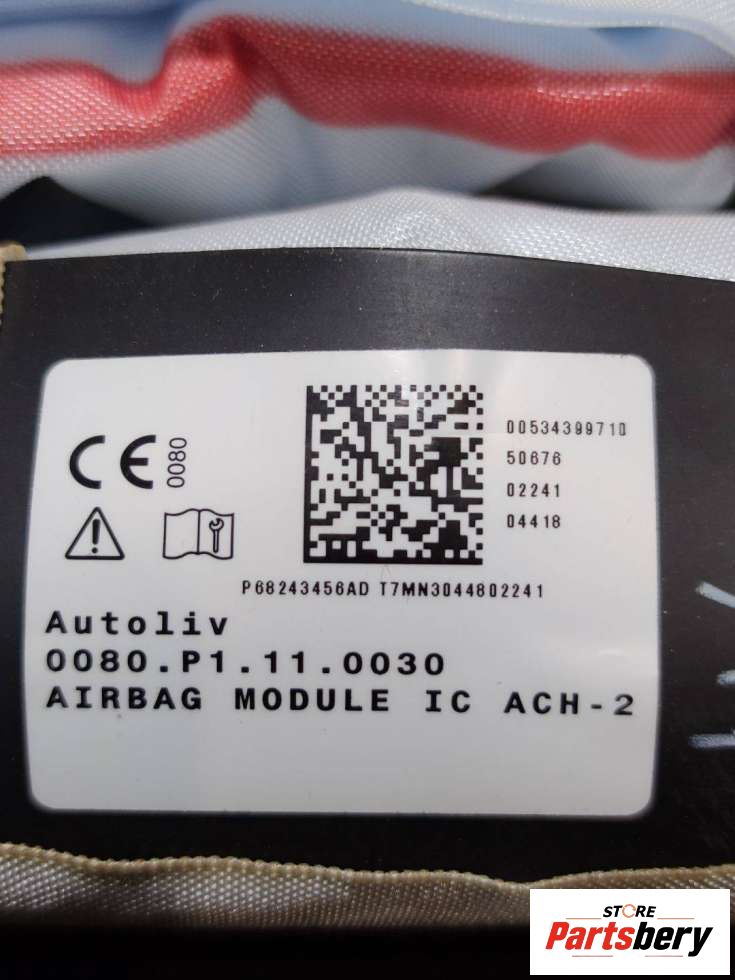 CE 0080
00534399710
50676
02241
04418
P68243456AD T7MN3044802241
Autoliv
0080.P1.11.0030
AIRBAG MODULE IC ACH-2
STORE
Partsbery